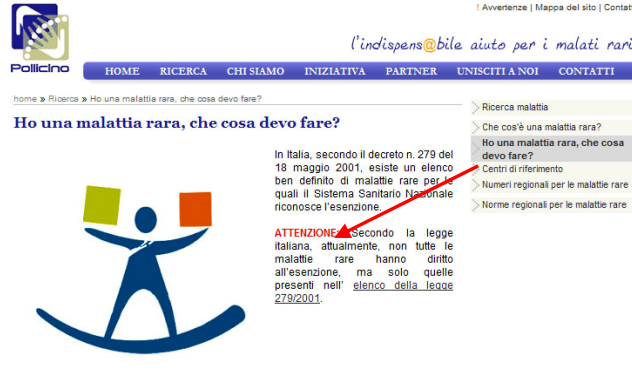 ! Avvertenze | Mappa del sito | Contat
l'indispens@bile aiuto per i malati rari
Pollicino
HOME RICERCA CHI SIAMO INIZIATIVA PARTNER UNISCITI A NOI CONTATTI
home » Ricerca » Ho una malattia rara, che cosa devo fare?
Ho una malattia rara, che cosa devo fare?
In Italia, secondo il decreto n. 279 del
18 maggio 2001, esiste un elenco
ben definito di malattie rare per le
quali il Sistema Sanitario Nazionale
riconosce l'esenzione.
ATTENZIONE: Secondo la legge
italiana, attualmente, non tutte le
malattie rare hanno diritto
all'esenzione, ma solo quelle
presenti nell' elenco della legge
279/2001.
Ricerca malattia
Che cos'è una malattia rara?
Ho una malattia rara, che cosa
devo fare?
Centri di riferimento
Numeri regionali per le malattie rare
Norme regionali per le malattie rare